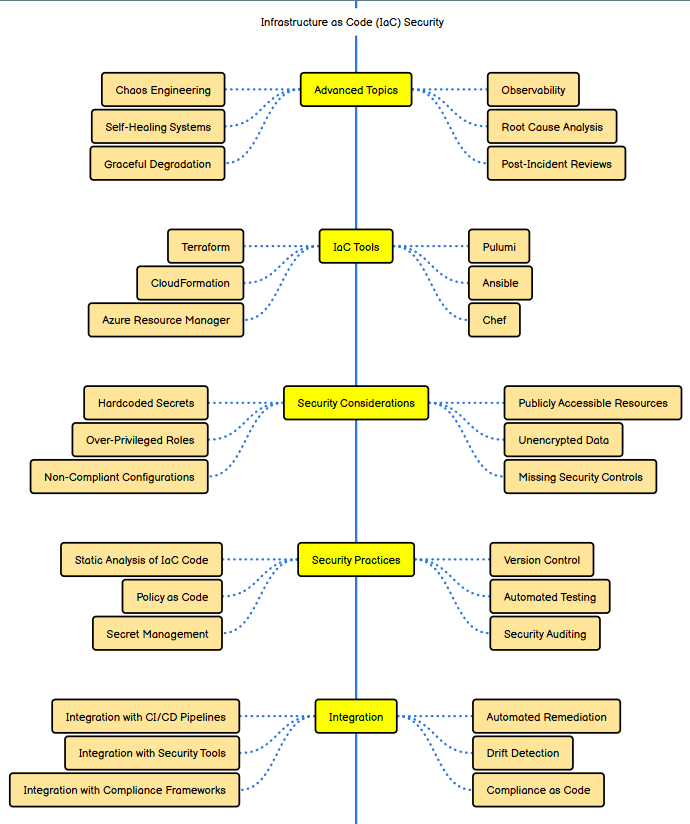 Infrastructure as Code (IaC) Security
Advanced Topics
Chaos Engineering
Self-Healing Systems
Graceful Degradation
Observability
Root Cause Analysis
Post-Incident Reviews
IaC Tools
Terraform
CloudFormation
Azure Resource Manager
Pulumi
Ansible
Chef
Security Considerations
Hardcoded Secrets
Over-Privileged Roles
Non-Compliant Configurations
Publicly Accessible Resources
Unencrypted Data
Missing Security Controls
Security Practices
Static Analysis of IaC Code
Policy as Code
Secret Management
Version Control
Automated Testing
Security Auditing
Integration
Integration with CI/CD Pipelines
Integration with Security Tools
Integration with Compliance Frameworks
Automated Remediation
Drift Detection
Compliance as Code